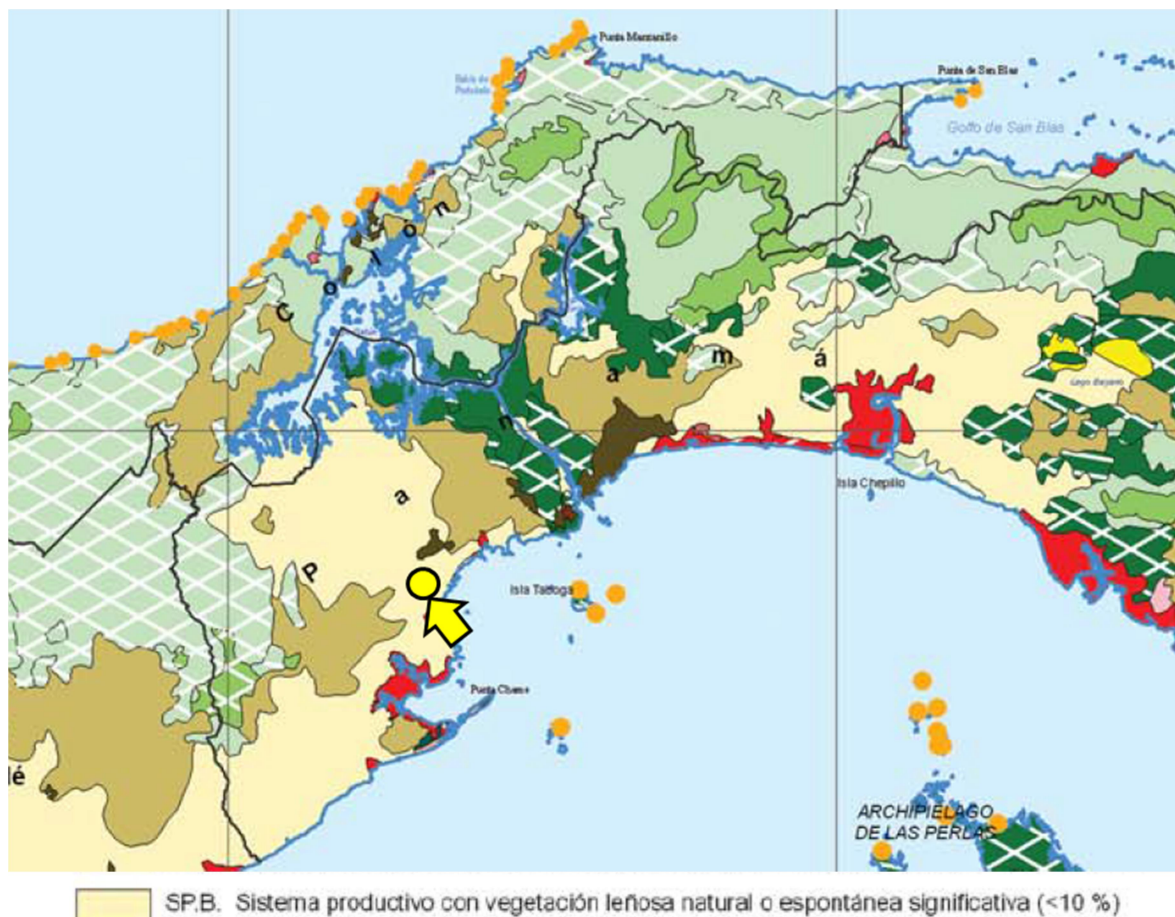 Punta Manzanillo
Punta de San Blas
Bahía de
Portobelo
Golfo de San Blas
C o l ó n
P a n a m á
Lago Bayano
Isla Chepillo
Isla Taboga
Punta Chame
lé
ARCHIPIELAGO
DE LAS PERLAS
SP.B. Sistema productivo con vegetación leñosa natural o espontánea significativa (<10 %)